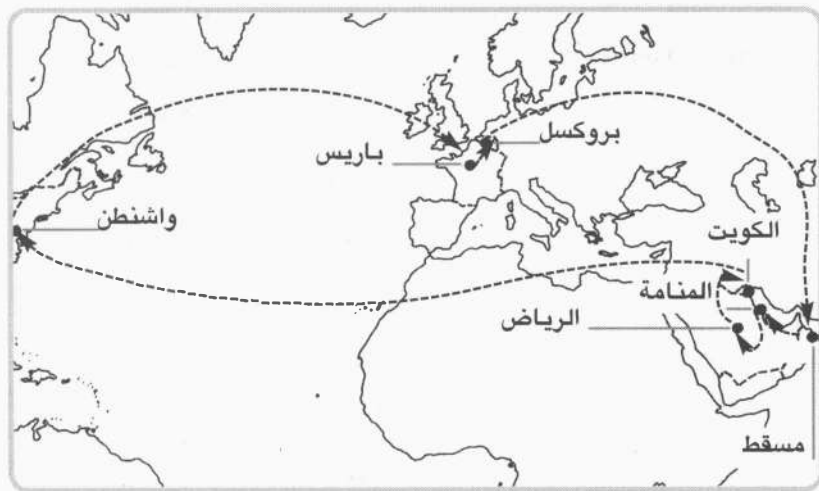 بروكسل
باريس
واشنطن
الكويت
المنامة
الرياض
مسقط